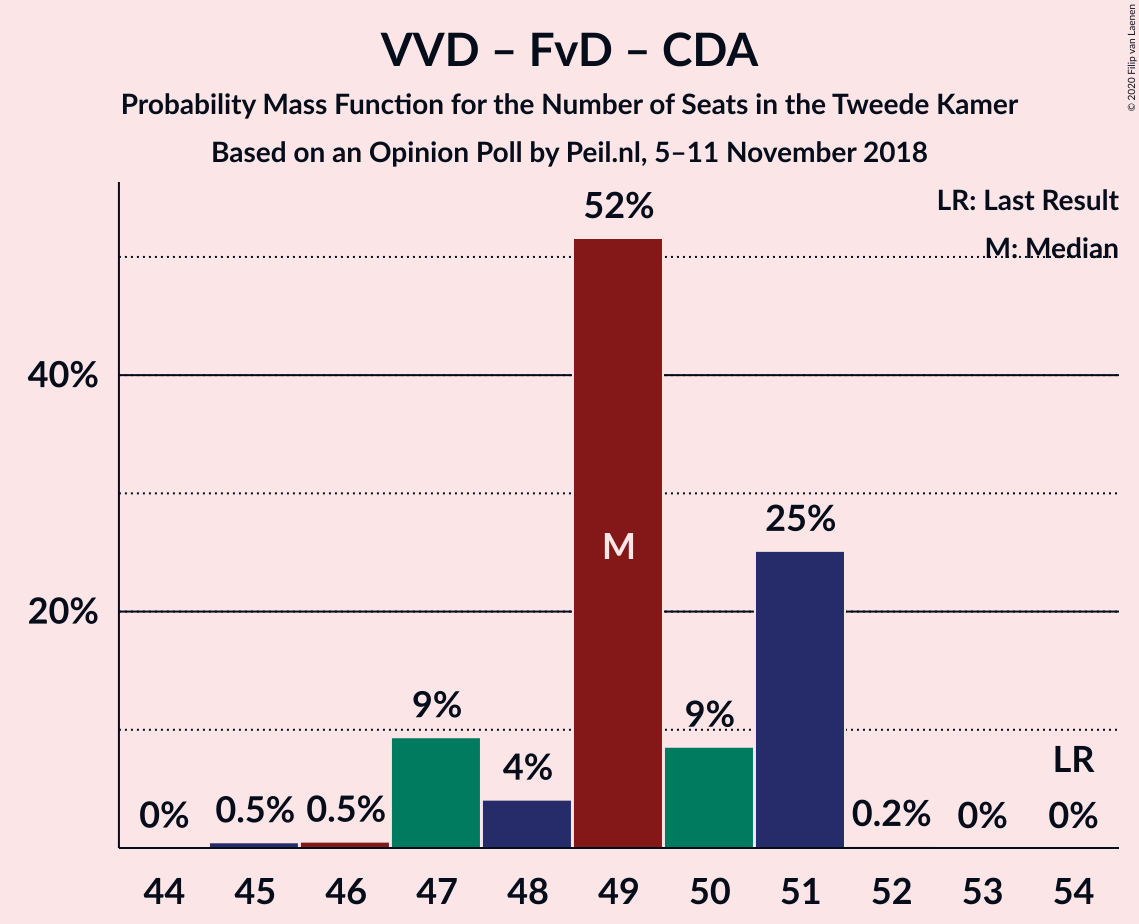 VVD – FvD – CDA
Probability Mass Function for the Number of Seats in the Tweede Kamer
Based on an Opinion Poll by Peil.nl, 5–11 November 2018
© 2020 Filip van Laenen
LR: Last Result
M: Median
40%
20%
0%
0.5%
0.5%
9%
4%
52%
M
9%
25%
0.2%
0%
LR
0%
44 45 46 47 48 49 50 51 52 53 54